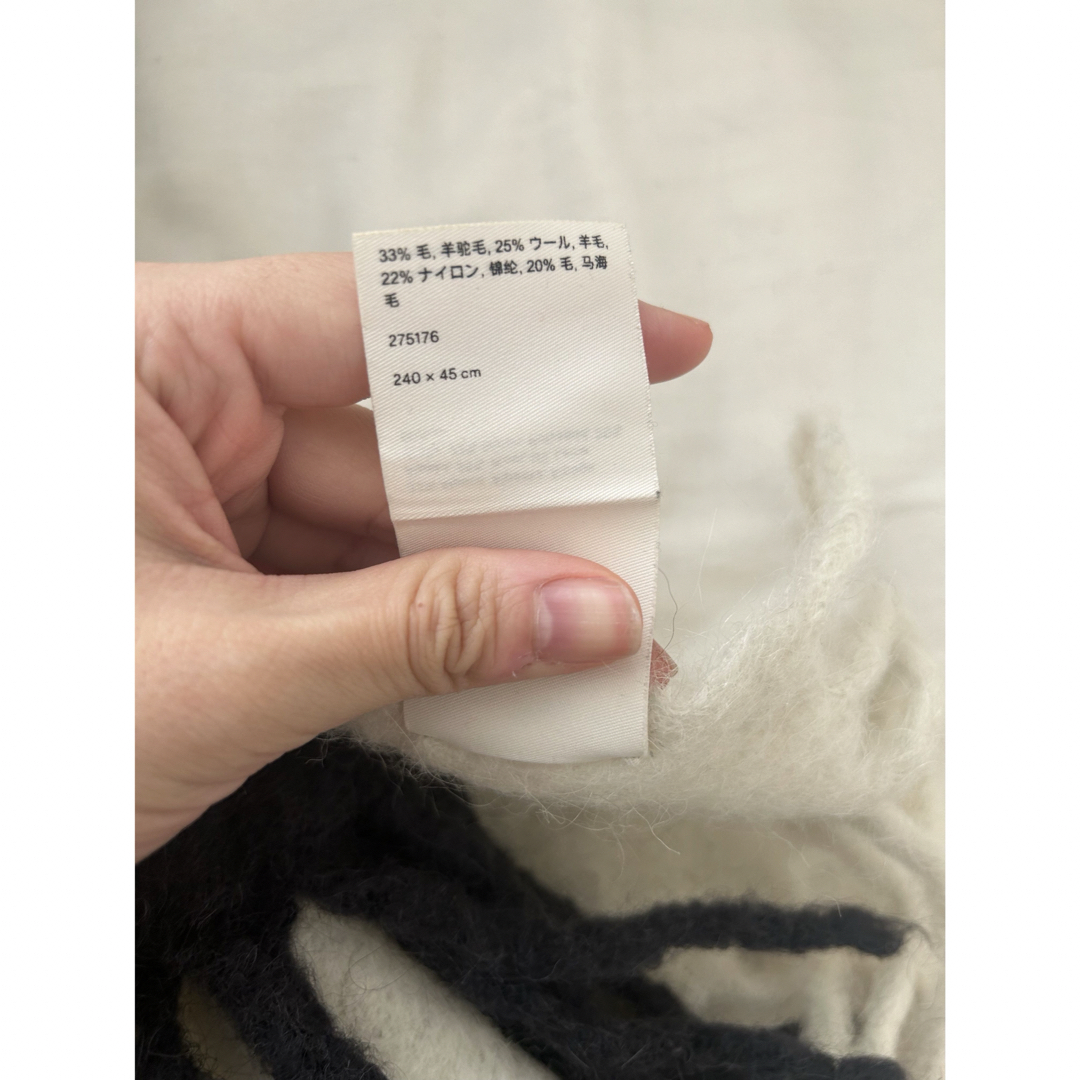 33% 毛, 羊驼毛, 25% ウール, 羊毛,
22% ナイロン, 锦纶, 20% 毛, 马海
毛
275176
240 × 45 cm